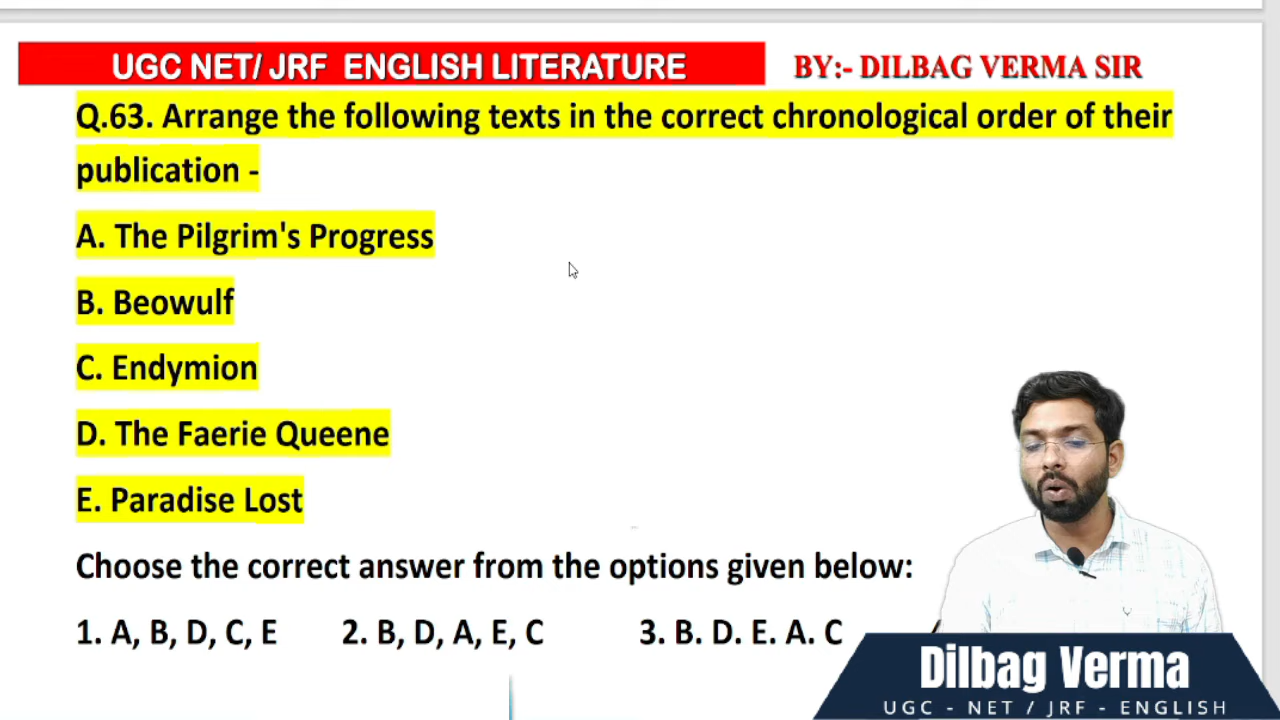 UGC NET/ JRF ENGLISH LITERATURE
BY:- DILBAG VERMA SIR
Q.63. Arrange the following texts in the correct chronological order of their
publication -
A. The Pilgrim's Progress
B. Beowulf
C. Endymion
D. The Faerie Queene
E. Paradise Lost
Choose the correct answer from the options given below:
1. A, B, D, C, E 2. B, D, A, E, C 3. B. D. E. A. C
Dilbag Verma
UGC - NET / JRF - ENGLISH